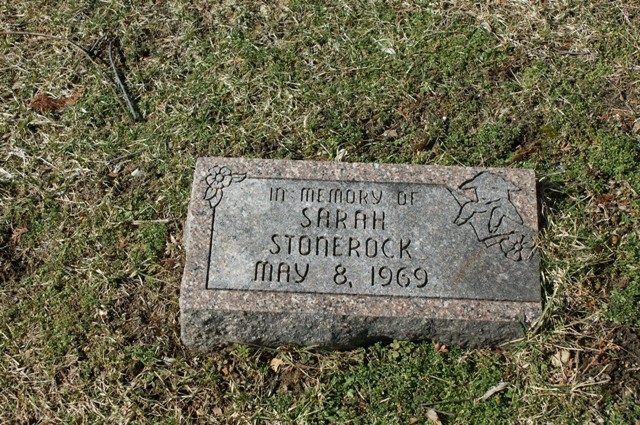 IN MEMORY OF
SARAH
STONEROCK
MAY 8, 1969